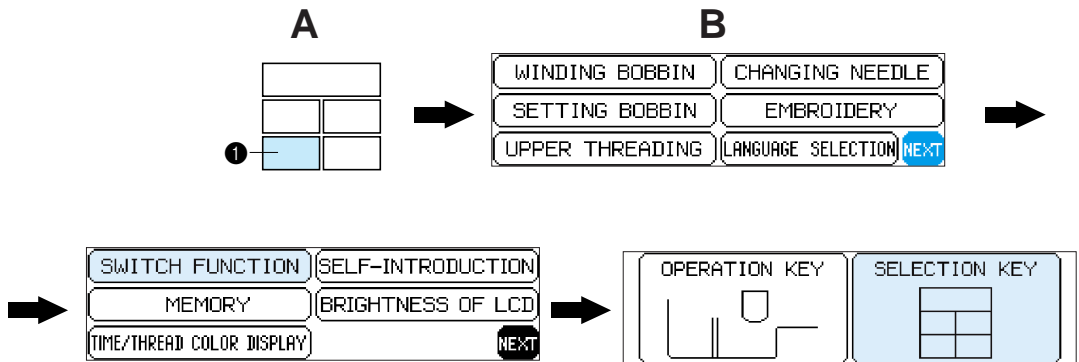 A B
WINDING BOBBIN CHANGING NEEDLE
SETTING BOBBIN EMBROIDERY
UPPER THREADING LANGUAGE SELECTION NEXT
1
SWITCH FUNCTION SELF-INTRODUCTION
MEMORY BRIGHTNESS OF LCD
TIME/THREAD COLOR DISPLAY NEXT
OPERATION KEY SELECTION KEY